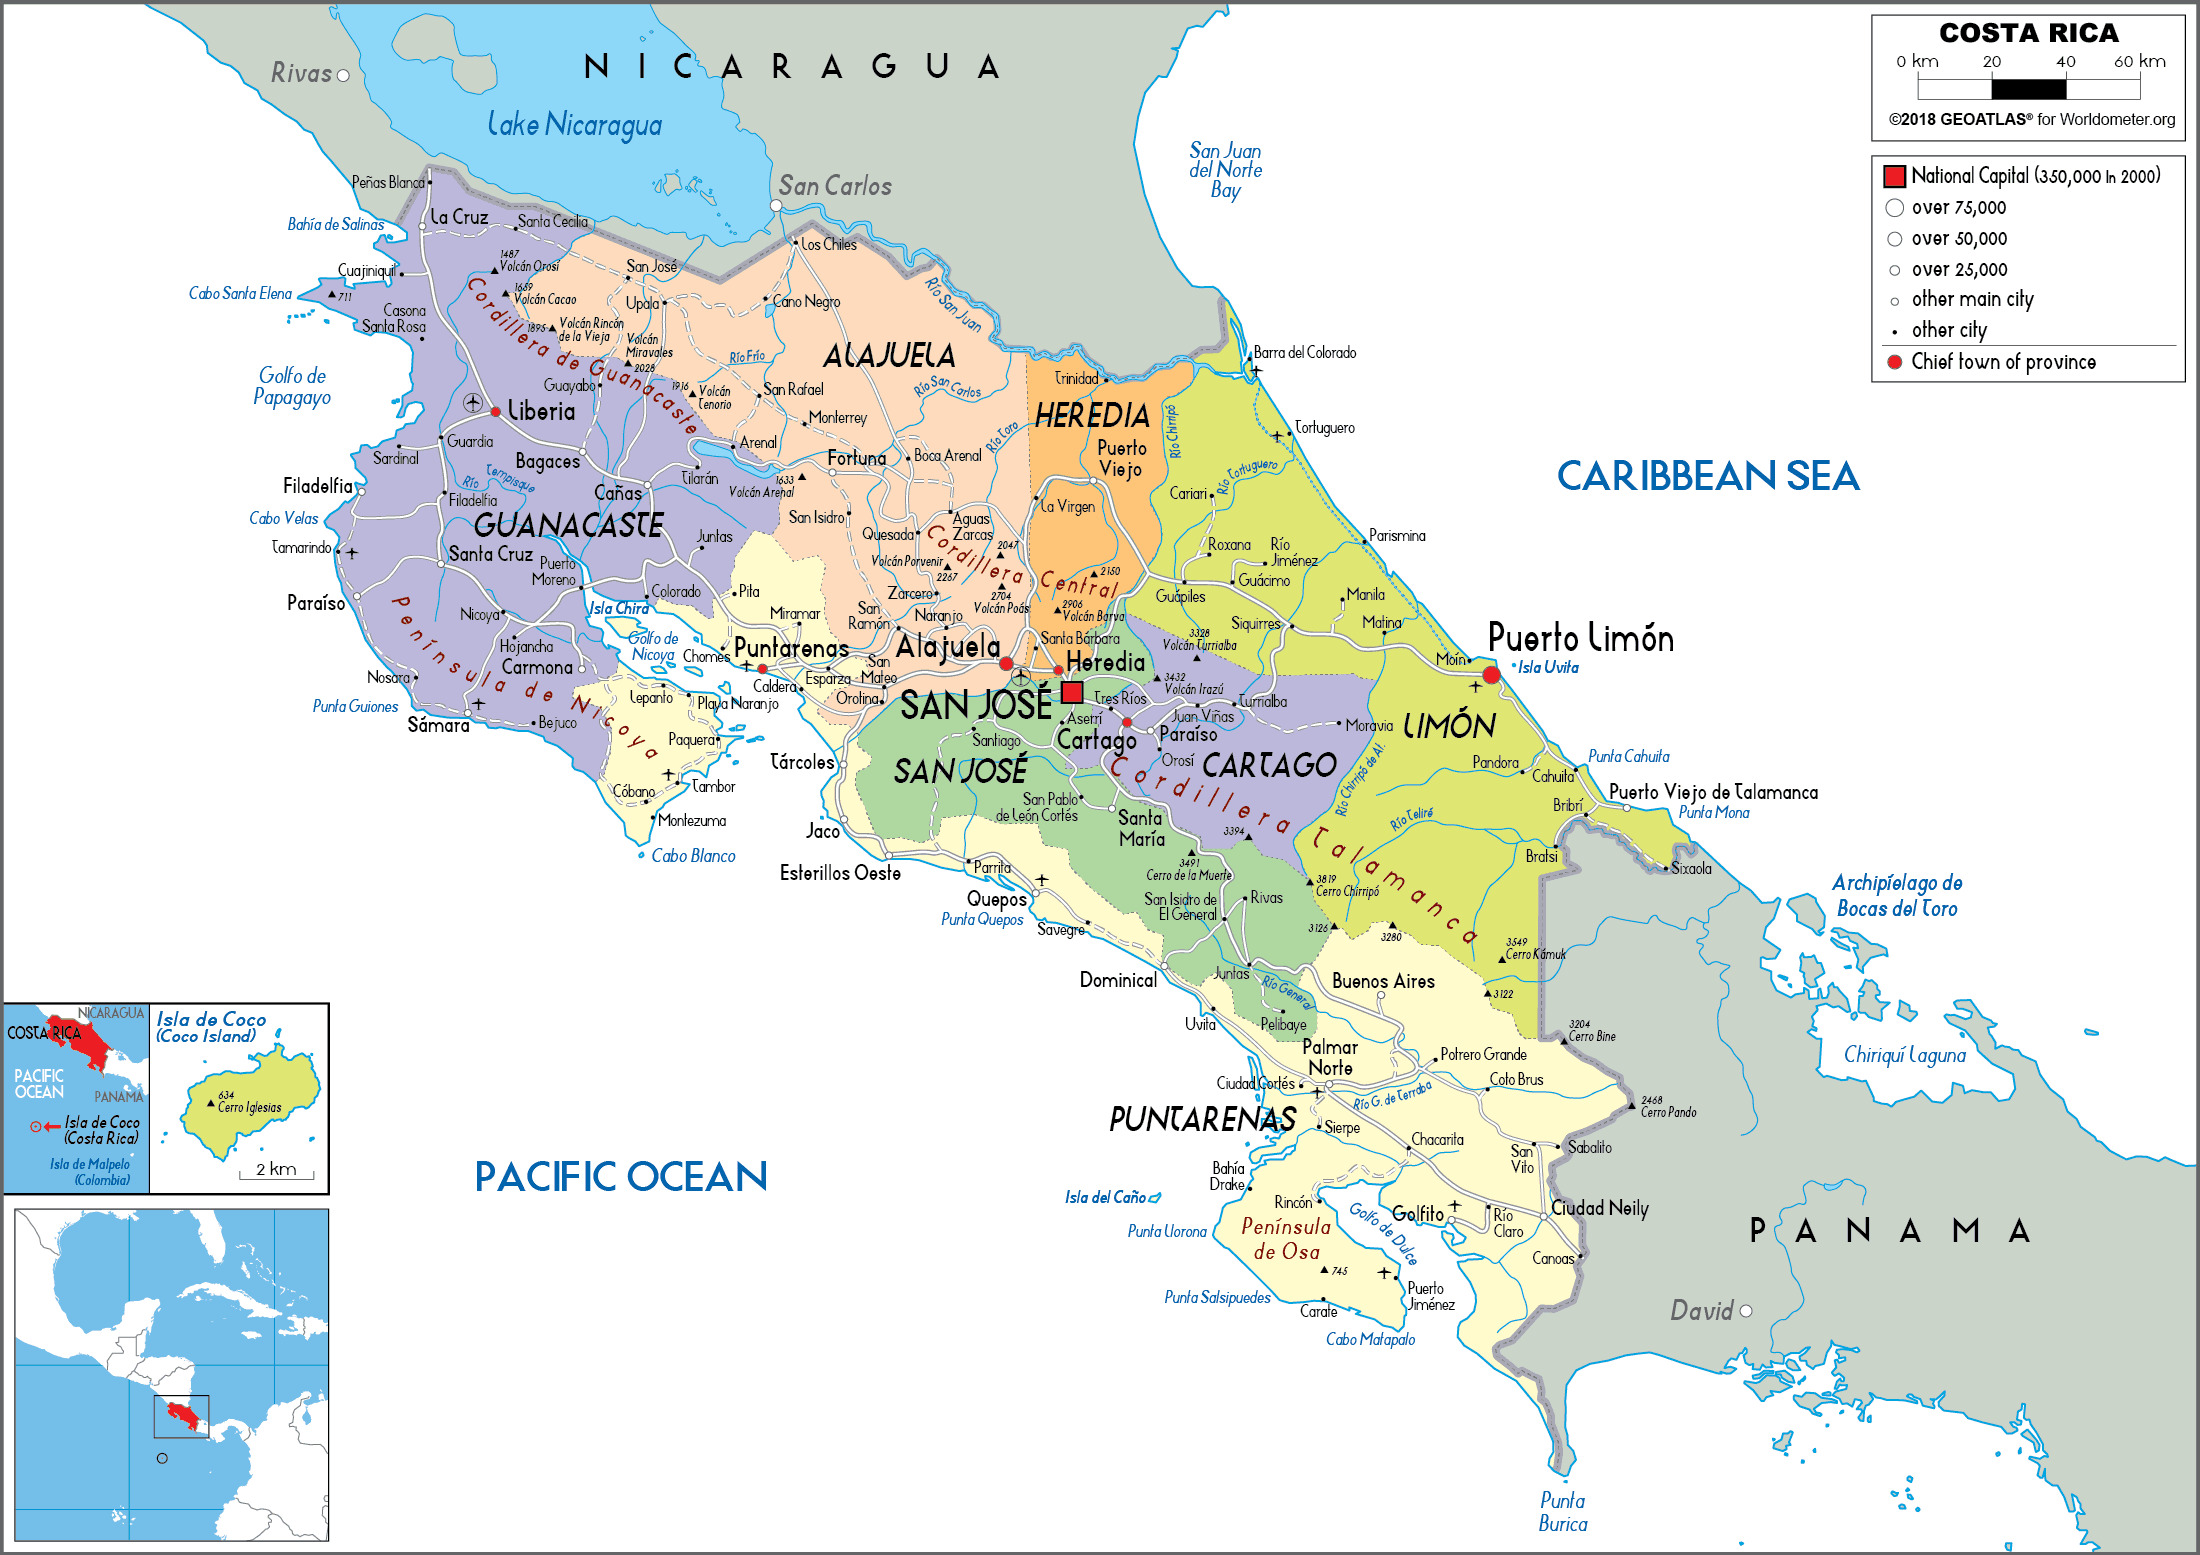 COSTA RICA
0 km 20 40 60 km
©2018 GEOATLAS® for Worldometer.org
National Capital (350,000 In 2000)
over 75,000
over 50,000
over 25,000
other main city
other city
Chief town of province
NICARAGUA
Rivas
Lake Nicaragua
San Carlos
San Juan
del Norte
Bay
Peñas Blanca
La Cruz
Santa Cecilia
Bahía de Salinas
Los Chiles
Cuajiniquil
1487
Volcán Orosí
San José
Cabo Santa Elena
711
1659
Volcán Cacao
Upala
Cano Negro
Río San Juan
Casona
Santa Rosa
1895
Volcán Rincón
de la Vieja
Volcán
Miravales
2028
Cordillera de Guanacaste
Río Frío
ALAJUELA
Barra del Colorado
Golfo de
Papagayo
Guayabo
1916
Volcán
Tenorio
San Rafael
Río San Carlos
Trinidad
HEREDIA
Liberia
Monterrey
Río Toro
Río Chirripó
Tortuguero
Guardia
Sardinal
Bagaces
Arenal
Fortuna
Boca Arenal
Puerto
Viejo
CARIBBEAN SEA
Filadelfia
Río Tempisque
Cañas
Tilarán
1633
Volcán Arenal
Río Tortuguero
Cariari
Filadelfia
La Virgen
Cabo Velas
GUANACASTE
San Isidro
Aguas
Zarcas
Quesada
Tamarindo
Juntas
Parismina
Santa Cruz
Puerto
Moreno
Volcán Porvenir
2267
2047
Cordillera Central
Roxana
Río
Jiménez
2150
Guácimo
Paraíso
Colorado
Pita
Zarcero
2704
Volcán Poás
2906
Volcán Barva
Guápiles
Manila
Isla Chira
Miramar
San
Ramón
Naranjo
Nicoya
Siquirres
Matina
Península de Nicoya
Hojancha
Golfo de
Nicoya
Chomes
Puntarenas
Alajuela
Santa Bárbara
3328
Volcán Turrialba
Puerto Limón
Carmona
San
Mateo
Heredia
Moín
Isla Uvita
Nosara
Caldera
Esparza
3432
Volcán Irazú
Lepanto
Playa Naranjo
Orotina
SAN JOSÉ
Tres Ríos
Turrialba
Punta Guiones
Sámara
Bejuco
Aserrí
Juan Viñas
Moravia
LIMÓN
Paquera
Santiago
Cartago
Paraíso
Tárcoles
SAN JOSÉ
Orosí
CARTAGO
Punta Cahuita
Pandora
Cahuita
Tambor
Cóbano
Cordillera Talamanca
Río Chirripó de Al.
Puerto Viejo de Talamanca
Montezuma
San Pablo
de León Cortés
Santa
María
Bribrí
Punta Mona
Jaco
3394
Río Teliré
Cabo Blanco
Bratsi
Sixaola
Esterillos Oeste
Parrita
3491
Cerro de la Muerte
3819
Cerro Chirripó
Archipíelago de
Bocas del Toro
Quepos
Punta Quepos
San Isidro de
El General
Rivas
Savegre
3126
3280
3549
Cerro Kámuk
Dominical
Juntas
Río General
Buenos Aires
3122
Uvita
Pelibaye
3204
Cerro Bine
Palmar
Norte
Potrero Grande
Chiriquí Laguna
Ciudad Cortés
Coto Brus
Río G. de Terraba
2468
Cerro Pando
PUNTARENAS
Sierpe
Chacarita
Sabalito
San
Vito
PACIFIC OCEAN
Bahía
Drake
Isla del Caño
Rincón
Golfito
Río
Claro
Ciudad Neily
Punta Llorona
Península
de Osa
Golfo de Dulce
PANAMA
Canoas
745
Punta Salsipuedes
Puerto
Jiménez
Carate
David
Cabo Matapalo
Punta
Burica
NICARAGUA
COSTA RICA
PACIFIC
OCEAN
PANAMA
Isla de Coco
(Costa Rica)
Isla de Malpelo
(Colombia)
Isla de Coco
(Coco Island)
634
Cerro Iglesias
2 km